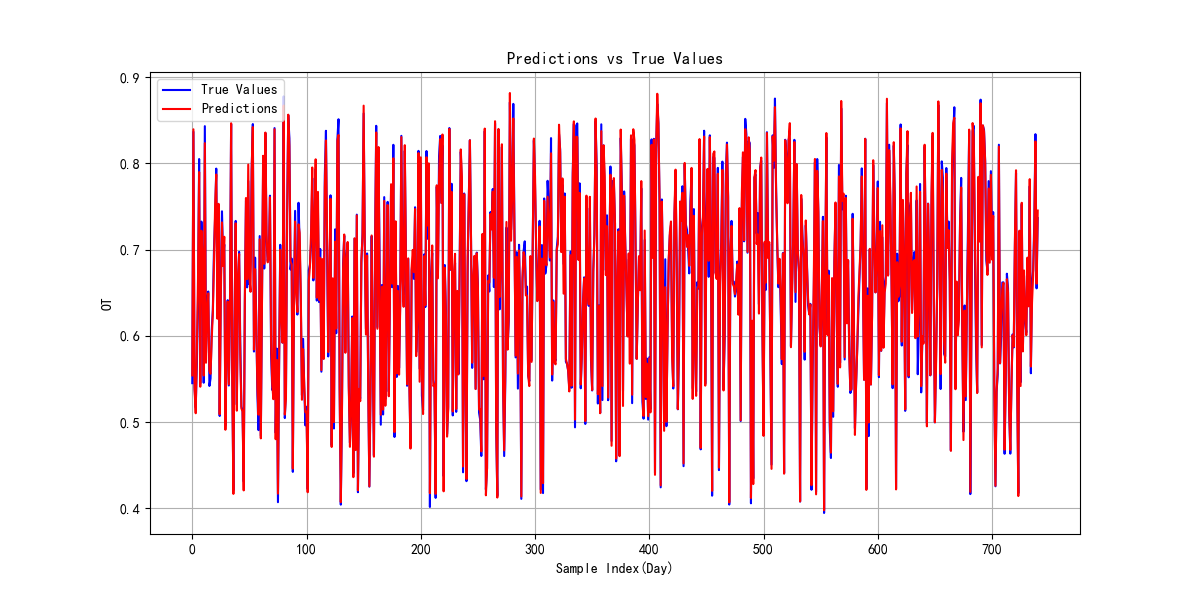 Predictions vs True Values
True Values
Predictions
0.9
0.8
0.7
0.6
0.5
0.4
OT
0 100 200 300 400 500 600 700
Sample Index(Day)